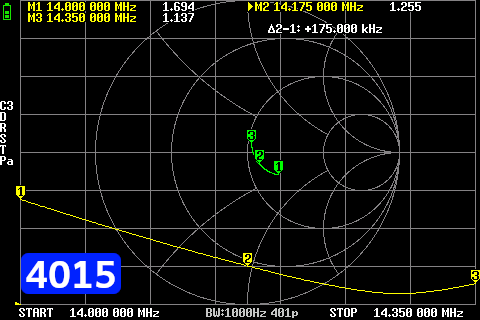 M1 14.000 000 MHz 1.694 ▶M2 14.175 000 MHz 1.255
M3 14.350 000 MHz 1.137
Δ2-1: +175.000 kHz
C3
D
R
S
T
Pa
3
2
1
1
2
3
4015
START 14.000 000 MHz BW:1000Hz 401p STOP 14.350 000 MHz